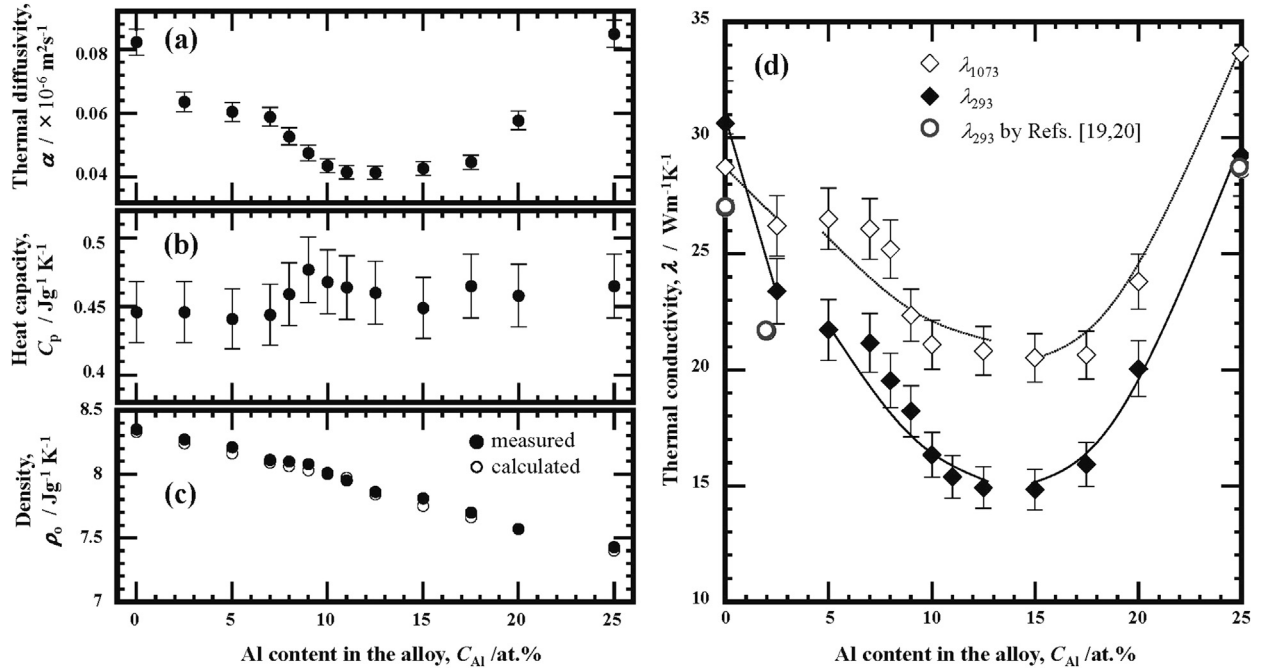 Thermal diffusivity,
α / ×10⁻⁶ m²s⁻¹
(a)
0.08
0.06
0.04
Heat capacity,
Cp / Jg⁻¹ K⁻¹
(b)
0.5
0.45
0.4
Density,
ρo / Jg⁻¹ K⁻¹
(c)
8.5
8
7.5
7
measured
calculated
0 5 10 15 20 25
Al content in the alloy, CAl /at.%
Thermal conductivity, λ / Wm⁻¹K⁻¹
(d)
35
30
25
20
15
10
λ1073
λ293
λ293 by Refs. [19,20]
0 5 10 15 20 25
Al content in the alloy, CAl /at.%